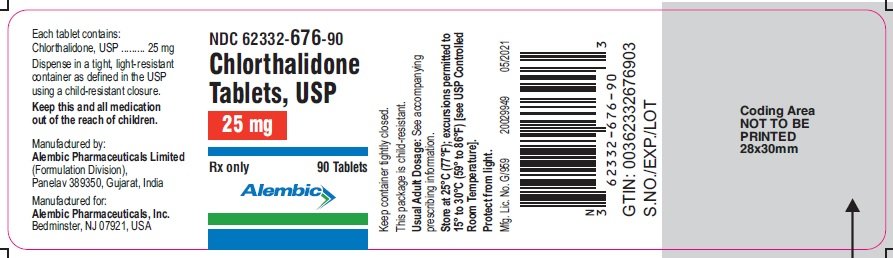 Each tablet contains:
Chlorthalidone, USP ......... 25 mg
Dispense in a tight, light-resistant
container as defined in the USP
using a child-resistant closure.
Keep this and all medication
out of the reach of children.
Manufactured by:
Alembic Pharmaceuticals Limited
(Formulation Division),
Panelav 389350, Gujarat, India
Manufactured for:
Alembic Pharmaceuticals, Inc.
Bedminster, NJ 07921, USA
NDC 62332-676-90
Chlorthalidone
Tablets, USP
25 mg
Rx only 90 Tablets
Alembic
Keep container tightly closed.
This package is child-resistant.
Usual Adult Dosage: See accompanying
prescribing information.
Store at 25°C (77°F); excursions permitted to
15° to 30°C (59° to 86°F) [see USP Controlled
Room Temperature].
Protect from light.
Mfg. Lic. No. G/959 20029949 05/2021
N 3 62332-676-90 3
GTIN: 00362332676903
S.NO./EXP./LOT
Coding Area
NOT TO BE
PRINTED
28x30mm